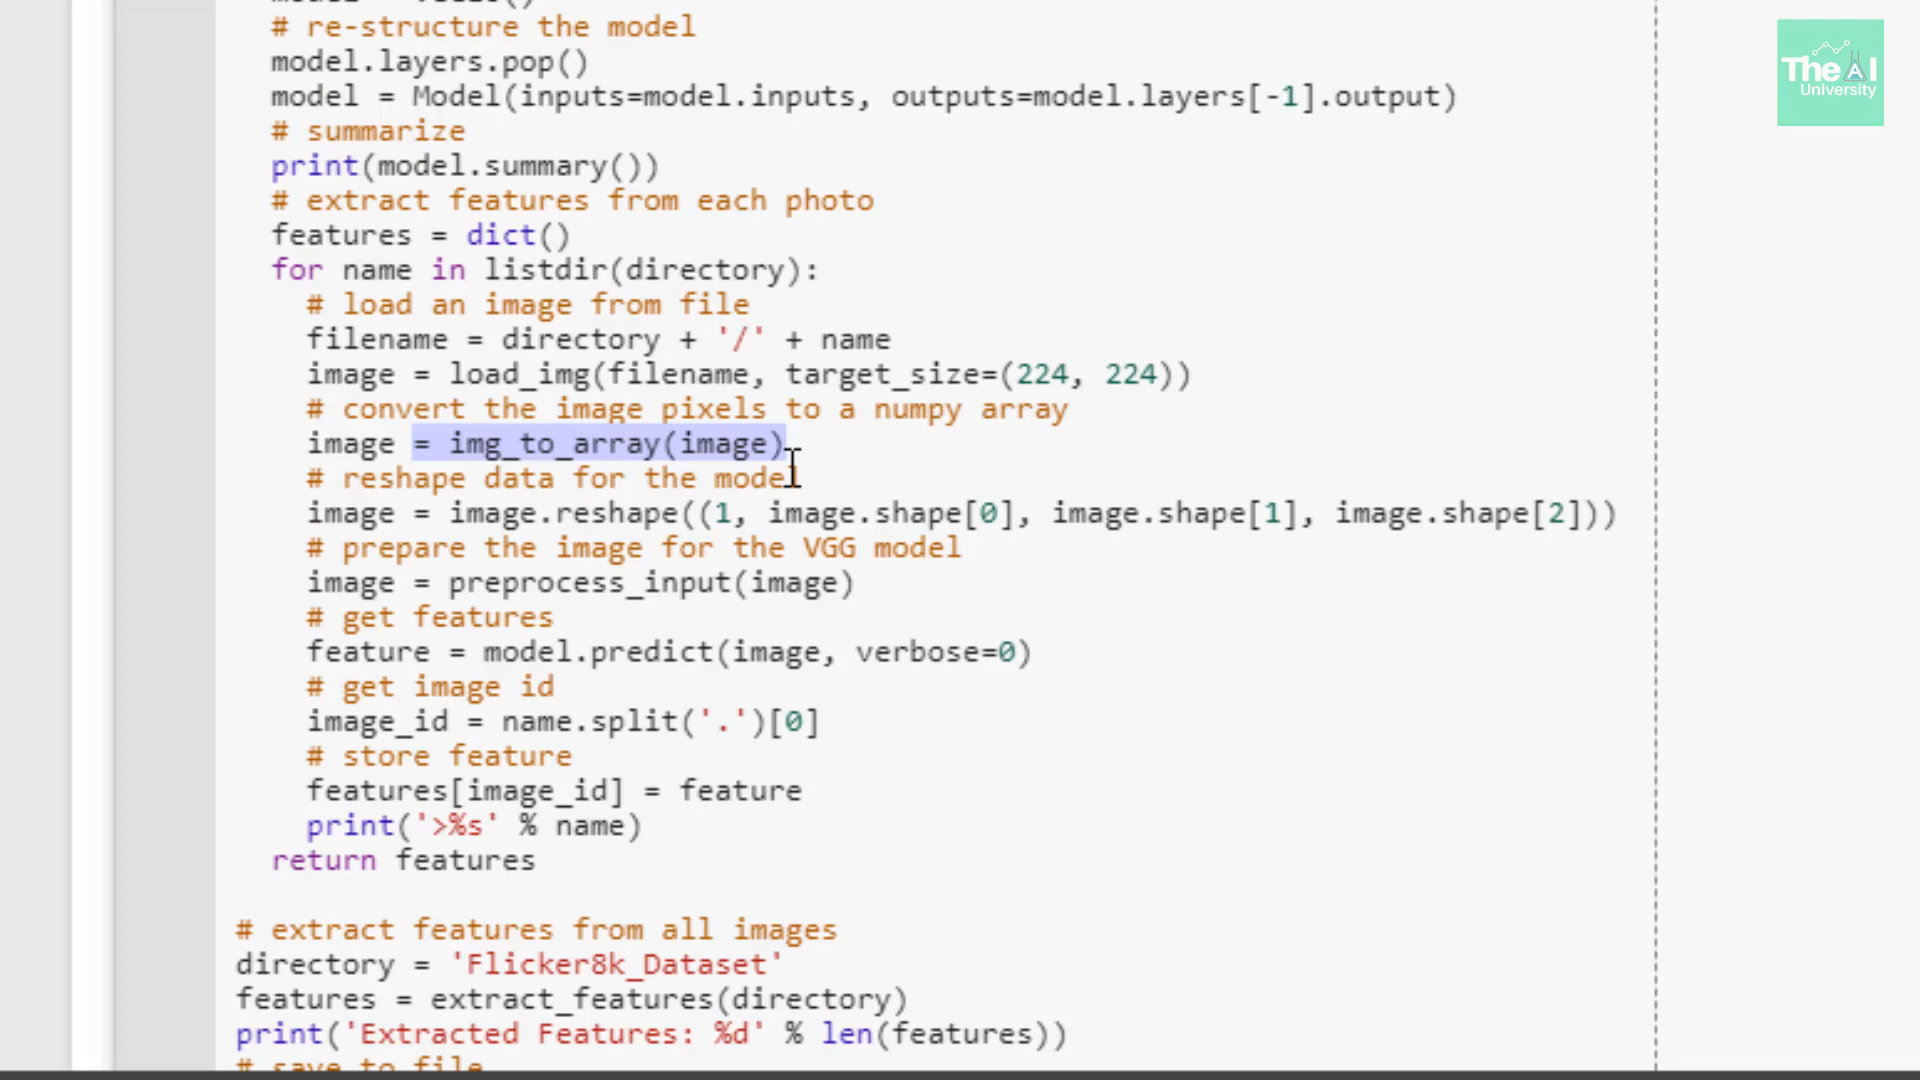 # re-structure the model
model.layers.pop()
model = Model(inputs=model.inputs, outputs=model.layers[-1].output)
# summarize
print(model.summary())
# extract features from each photo
features = dict()
for name in listdir(directory):
# load an image from file
filename = directory + '/' + name
image = load_img(filename, target_size=(224, 224))
# convert the image pixels to a numpy array
image = img_to_array(image)
# reshape data for the model
image = image.reshape((1, image.shape[0], image.shape[1], image.shape[2]))
# prepare the image for the VGG model
image = preprocess_input(image)
# get features
feature = model.predict(image, verbose=0)
# get image id
image_id = name.split('.')[0]
# store feature
features[image_id] = feature
print('>%s' % name)
return features
# extract features from all images
directory = 'Flicker8k_Dataset'
features = extract_features(directory)
print('Extracted Features: %d' % len(features))
# save to file
The AI
University